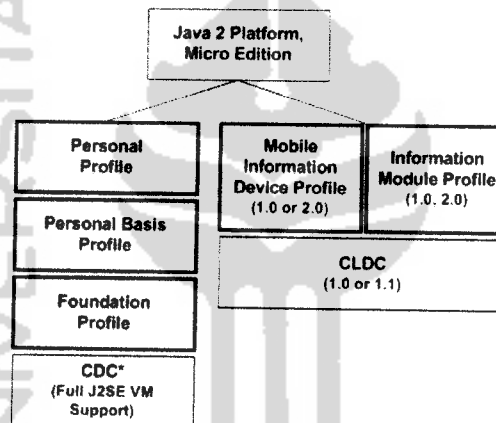 Java 2 Platform,
Micro Edition
Personal
Profile
Personal Basis
Profile
Foundation
Profile
CDC*
(Full J2SE VM
Support)
Mobile
Information
Device Profile
(1.0 or 2.0)
Information
Module Profile
(1.0, 2.0)
CLDC
(1.0 or 1.1)